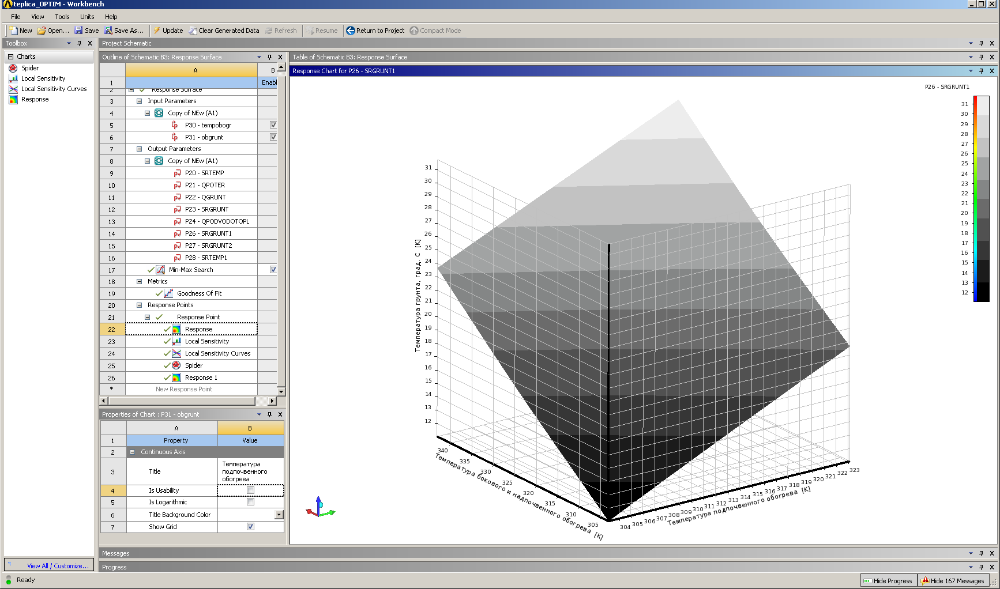 teplica_OPTIM - Workbench
File View Tools Units Help
New Open... Save Save As... Update Clear Generated Data Refresh Resume Return to Project Compact Mode
Toolbox
Charts
Spider
Local Sensitivity
Local Sensitivity Curves
Response
View All / Customize...
Project Schematic
Outline of Schematic B3: Response Surface
A B
1 Enabl
2 Response Surface
3 Input Parameters
4 Copy of NEw (A1)
5 P30 - tempobogr
6 P31 - obgrunt
7 Output Parameters
8 Copy of NEw (A1)
9 P20 - SRTEMP
10 P21 - QPOTER
11 P22 - QGRUNT
12 P23 - SRGRUNT
13 P24 - QPODVODOTOPL
14 P26 - SRGRUNT1
15 P27 - SRGRUNT2
16 P28 - SRTEMP1
17 Min-Max Search
18 Metrics
19 Goodness Of Fit
20 Response Points
21 Response Point
22 Response
23 Local Sensitivity
24 Local Sensitivity Curves
25 Spider
26 Response 1
* New Response Point
Properties of Chart : P31 - obgrunt
A B
1 Property Value
2 Continuous Axis
3 Title Температура
подпочвенного
обогрева
4 Is Usability
5 Is Logarithmic
6 Title Background Color
7 Show Grid
Table of Schematic B3: Response Surface
Response Chart for P26 - SRGRUNT1
P26 - SRGRUNT1
31
30
29
28
27
26
25
24
23
22
21
20
19
18
17
16
15
14
13
12
Температура грунта, град. С [K]
31
30
29
28
27
26
25
24
23
22
21
20
19
18
17
16
15
14
13
12
340
335
330
325
320
315
310
305
Температура бокового и надпочвенного обогрева [K]
304 305 306 307 308 309 310 311 312 313 314 315 316 317 318 319 320 321 322 323
Температура подпочвенного обогрева [K]
Messages
Progress
Ready
Hide Progress Hide 167 Messages